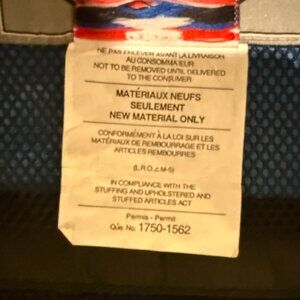 NE PAS ENLEVER AVANT LA LIVRAISON
AU CONSOMMATEUR
NOT TO BE REMOVED UNTIL DELIVERED
TO THE CONSUMER
MATÉRIAUX NEUFS
SEULEMENT
NEW MATERIAL ONLY
CONFORMÉMENT À LA LOI SUR LES
MATÉRIAUX DE REMBOURRAGE ET LES
ARTICLES REMBOURRES
(L.R.Q.,c.M-5)
IN COMPLIANCE WITH THE
STUFFING AND UPHOLSTERED AND
STUFFED ARTICLES ACT
Permis - Permit
Qué No. 1750-1562